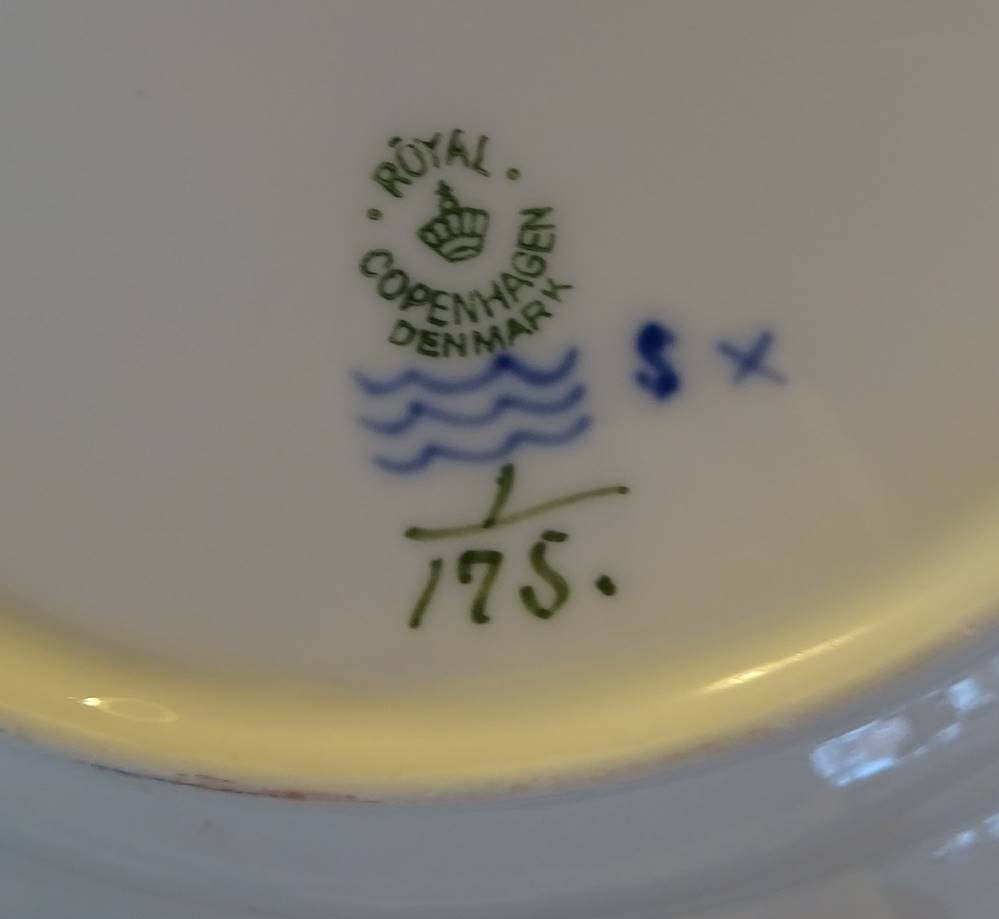 · ROYAL ·
COPENHAGEN
DENMARK
S X
1
175.